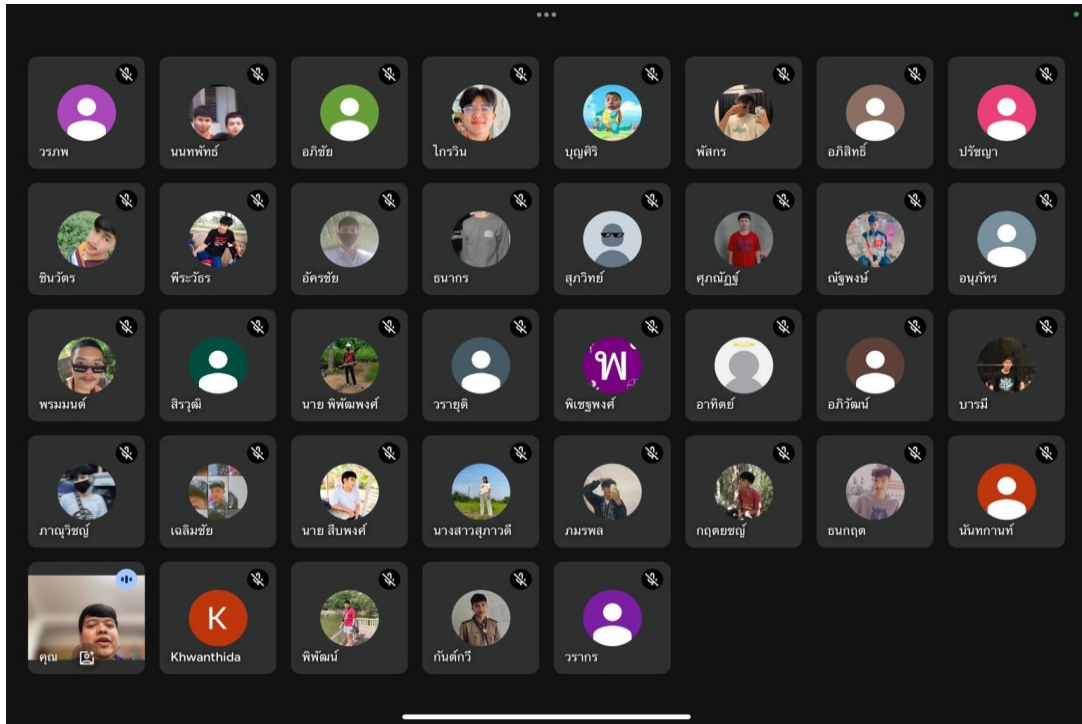 วรภพ
นนทพัทธ์
อภิชัย
ไกรวิน
บุญศิริ
พัสกร
อภิสิทธิ์
ปรัชญา
ชินวัตร
พีระวัธร
อัครชัย
ธนากร
สุภวิทย์
ศุภณัฏฐ์
ณัฐพงษ์
อนุภัทร
พรมมนต์
สิรวุฒิ
นาย พิพัฒพงศ์
วรายุติ
พ
พิเชฐพงศ์
อาทิตย์
อภิวัฒน์
บารมี
ภาณุวิชญ์
เฉลิมชัย
นาย สืบพงศ์
นางสาวสุภาวดี
ภมรพล
กฤตยชญ์
ธนกฤต
นันทกานท์
คุณ
K
Khwanthida
พิพัฒน์
กันต์กวี
วรากร